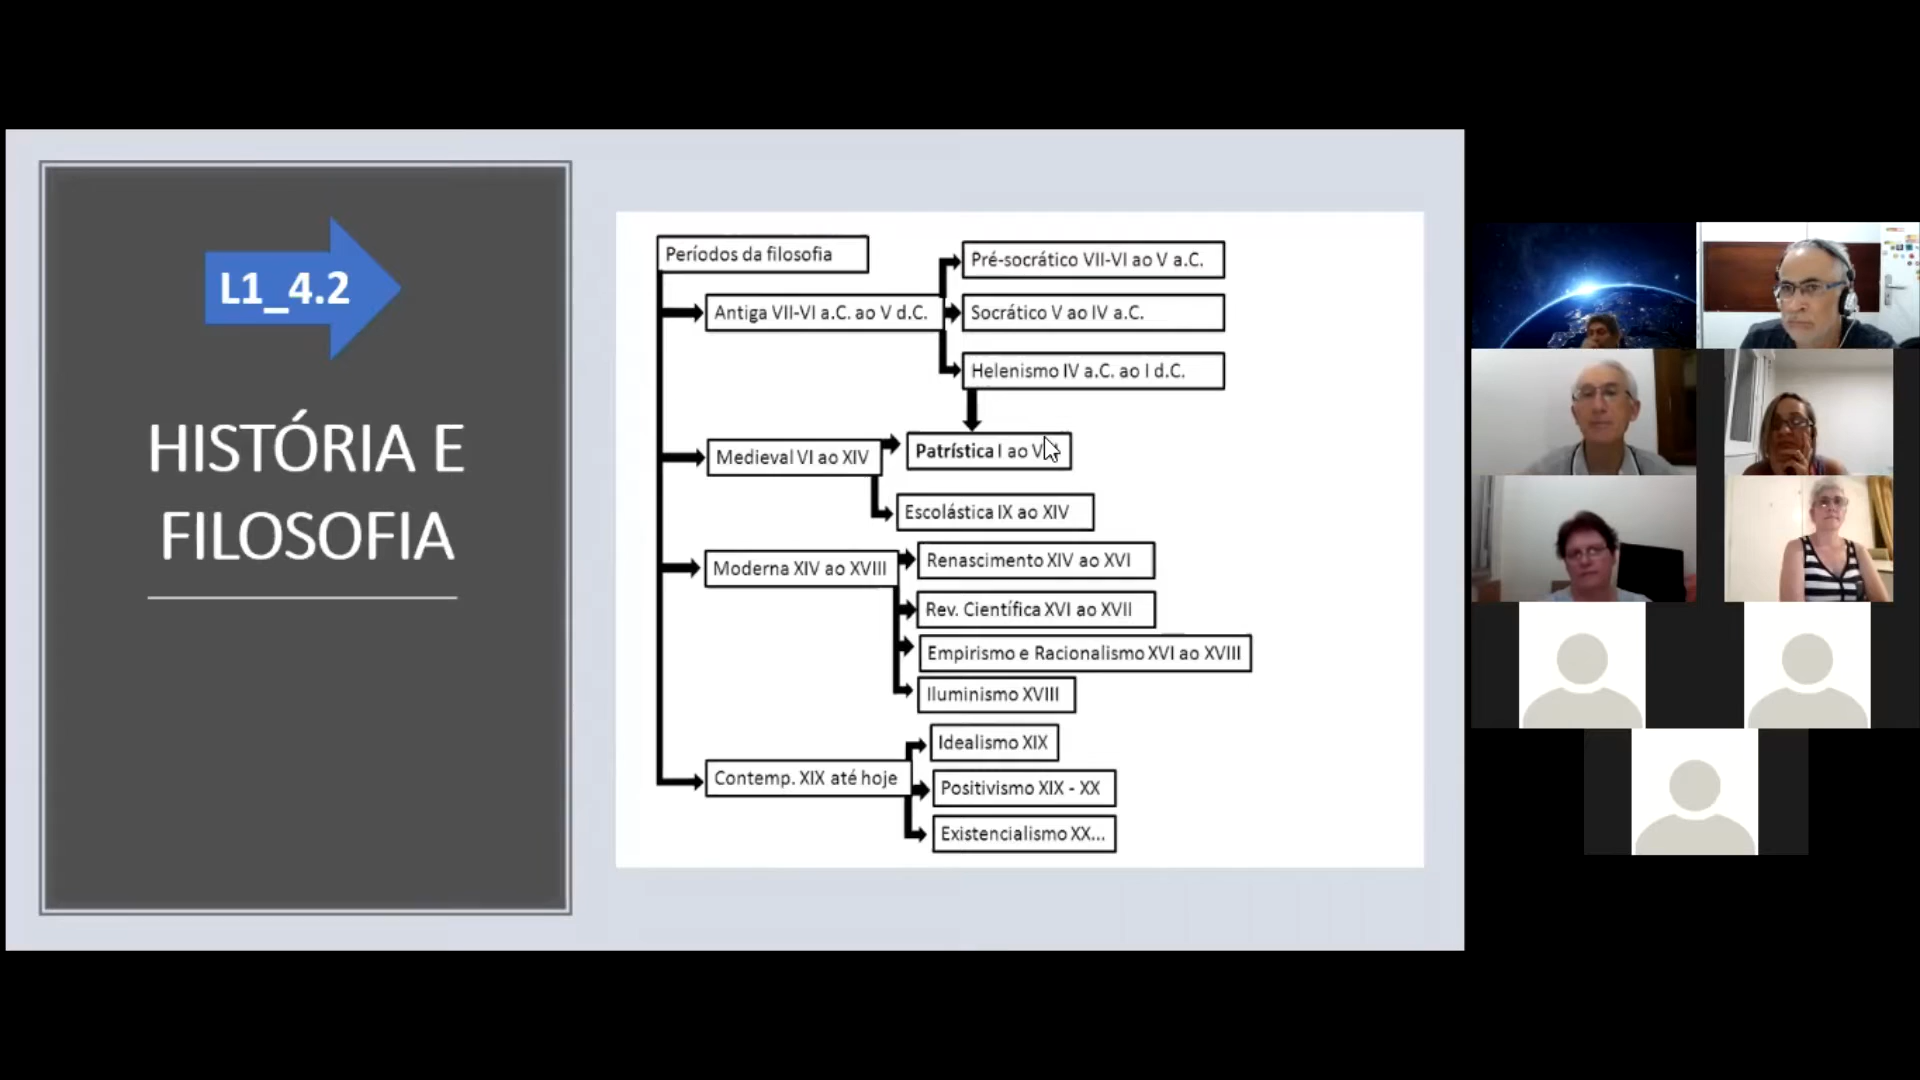 L1_4.2
HISTÓRIA E
FILOSOFIA
Períodos da filosofia
Antiga VII-VI a.C. ao V d.C.
Pré-socrático VII-VI ao V a.C.
Socrático V ao IV a.C.
Helenismo IV a.C. ao I d.C.
Medieval VI ao XIV
Patrística I ao
Escolástica IX ao XIV
Moderna XIV ao XVIII
Renascimento XIV ao XVI
Rev. Científica XVI ao XVII
Empirismo e Racionalismo XVI ao XVIII
Iluminismo XVIII
Contemp. XIX até hoje
Idealismo XIX
Positivismo XIX - XX
Existencialismo XX...